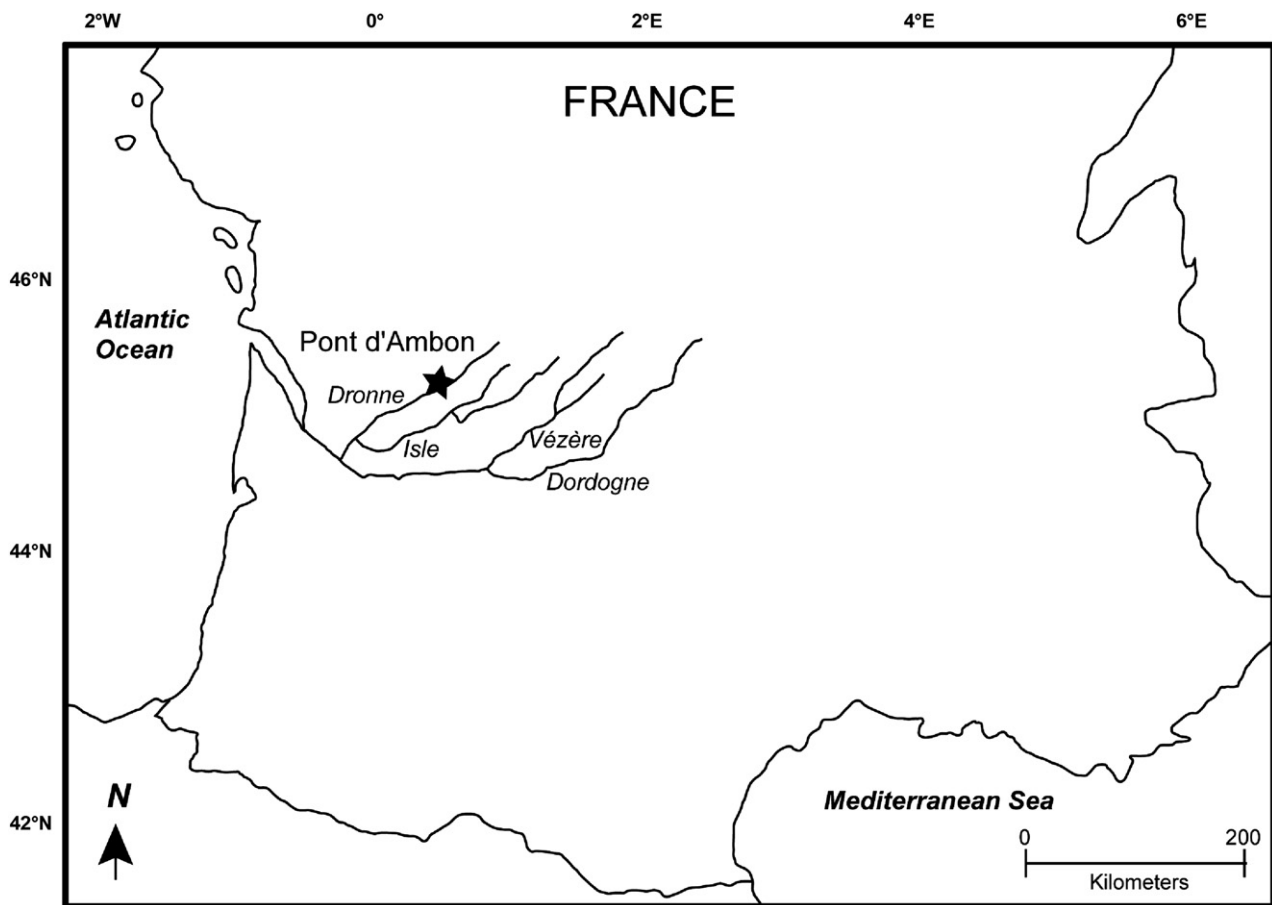 2°W
0°
2°E
4°E
6°E
FRANCE
46°N
Atlantic
Ocean
Pont d'Ambon
Dronne
Isle
Vézère
Dordogne
44°N
N
Mediterranean Sea
42°N
0
200
Kilometers